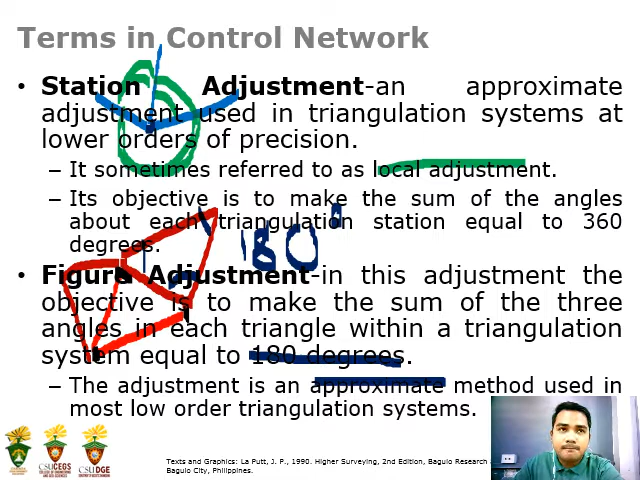 Terms in Control Network
• Station Adjustment-an approximate
adjustment used in triangulation systems at
lower orders of precision.
– It sometimes referred to as local adjustment.
– Its objective is to make the sum of the angles
about each triangulation station equal to 360
degrees.
180°
• Figure Adjustment-in this adjustment the
objective is to make the sum of the three
angles in each triangle within a triangulation
system equal to 180 degrees.
– The adjustment is an approximate method used in
most low order triangulation systems.
CSUCEGS CSUDGE
Texts and Graphics: La Putt, J. P., 1990. Higher Surveying, 2nd Edition, Baguio Research
Baguio City, Philippines.